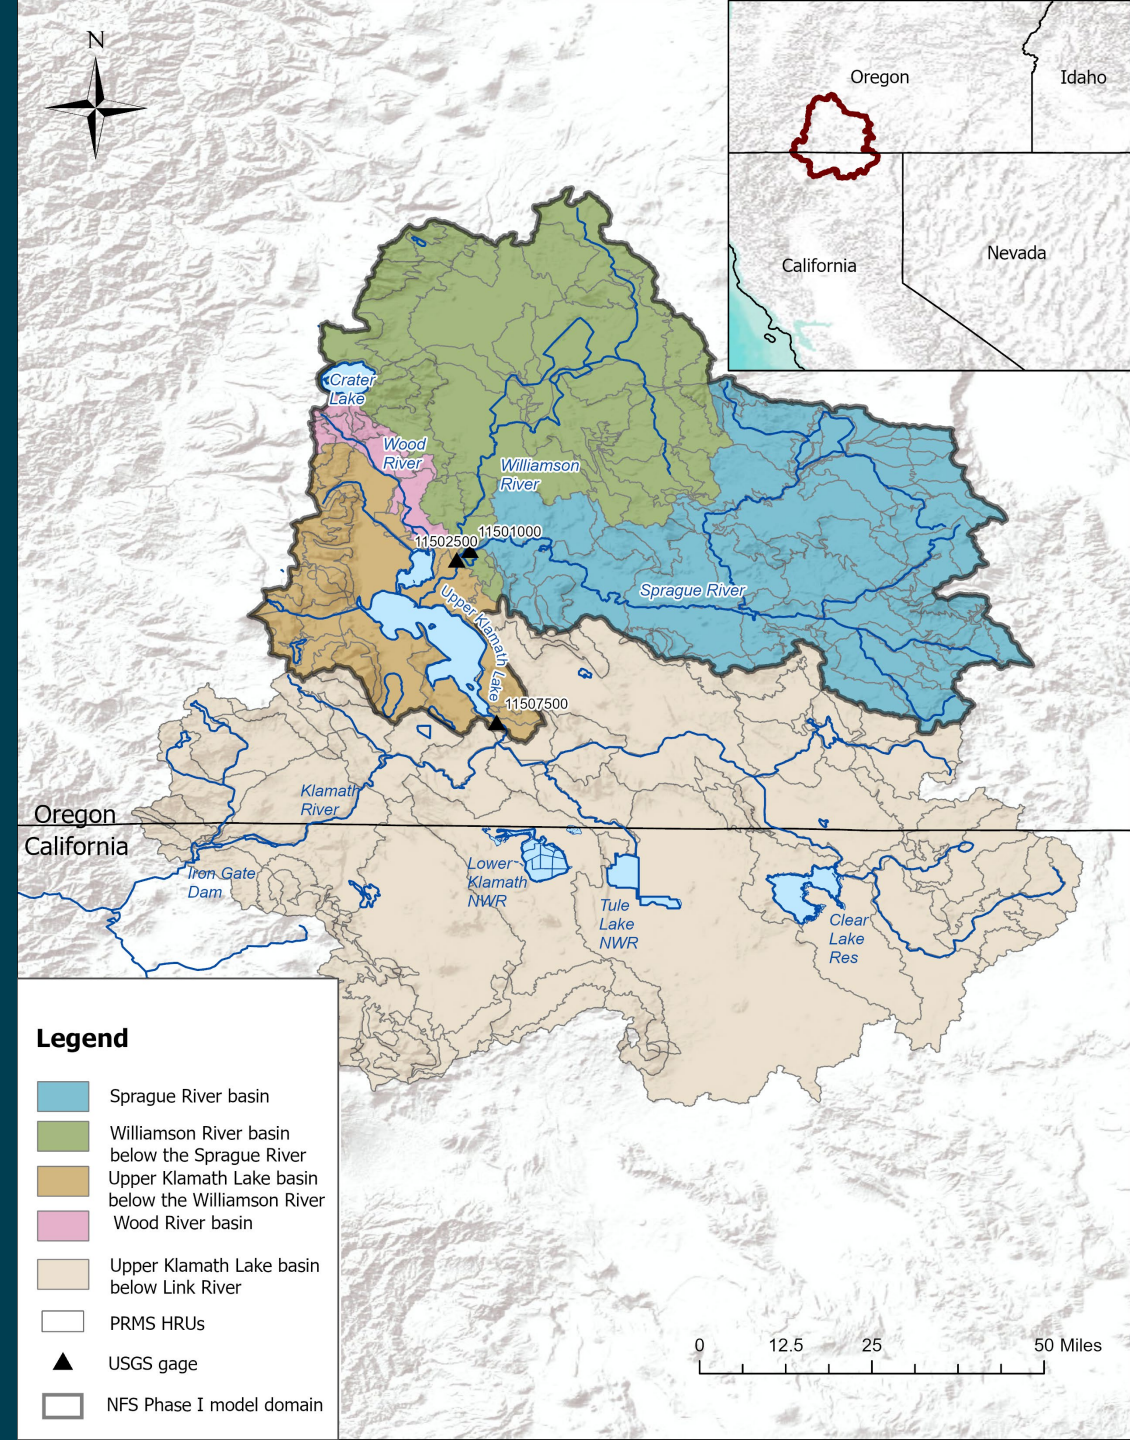 N
Oregon
Idaho
California
Nevada
Crater
Lake
Wood
River
Williamson
River
11501000
11502500
Sprague River
Upper Klamath Lake
11507500
Klamath
River
Oregon
California
Iron Gate
Dam
Lower
Klamath
NWR
Tule
Lake
NWR
Clear
Lake
Res
Legend
Sprague River basin
Williamson River basin
below the Sprague River
Upper Klamath Lake basin
below the Williamson River
Wood River basin
Upper Klamath Lake basin
below Link River
PRMS HRUs
USGS gage
NFS Phase I model domain
0 12.5 25 50 Miles